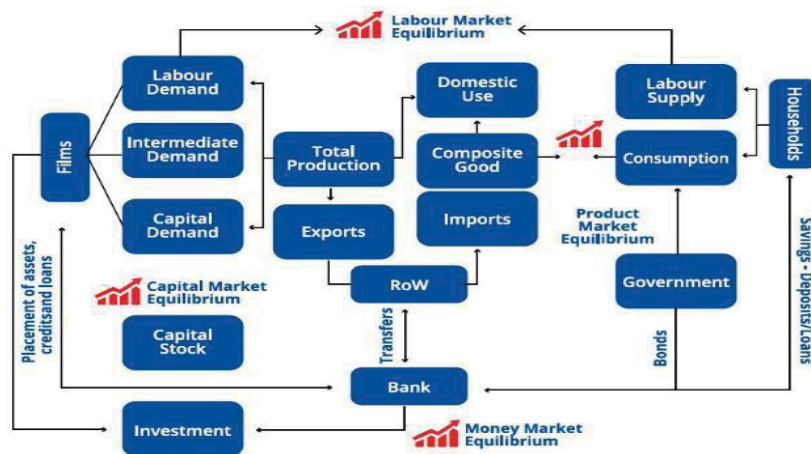 Labour Market
Equilibrium
Labour
Demand
Domestic
Use
Labour
Supply
Households
Films
Intermediate
Demand
Total
Production
Composite
Good
Consumption
Capital
Demand
Exports
Imports
Product
Market
Equilibrium
Placement of assets,
creditsand loans
Capital Market
Equilibrium
RoW
Government
Savings - Deposits/Loans
Capital
Stock
Transfers
Bonds
Bank
Investment
Money Market
Equilibrium